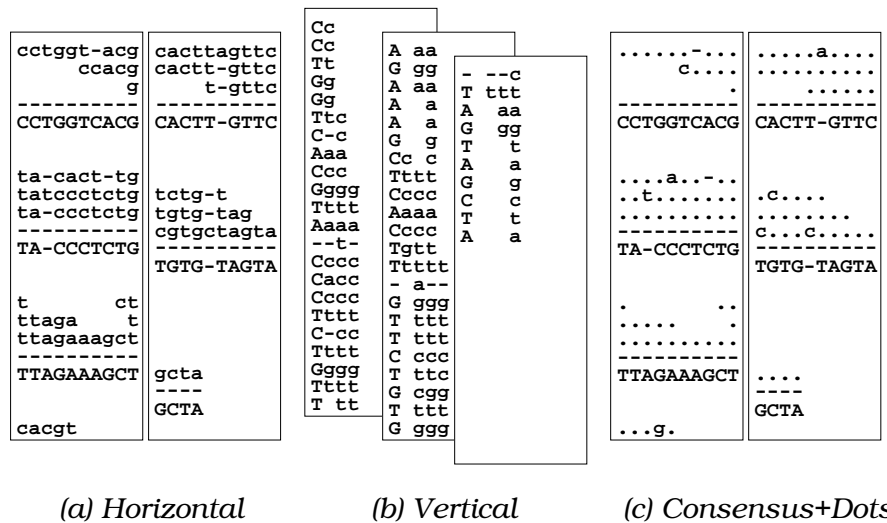 cctggt-acg
     ccacg
         g
----------
CCTGGTCACG
ta-cact-tg
tatccctctg
ta-ccctctg
----------
TA-CCCTCTG
t       ct
ttaga    t
ttagaaagct
----------
TTAGAAAGCT
cacgt
cacttagttc
cactt-gttc
    t-gttc
----------
CACTT-GTTC
tctg-t
tgtg-tag
cgtgctagta
----------
TGTG-TAGTA
gcta
----
GCTA
Cc
Cc
Tt
Gg
Gg
Ttc
C-c
Aaa
Ccc
Gggg
Tttt
Aaaa
--t-
Cccc
Cacc
Cccc
Tttt
C-cc
Tttt
Gggg
Tttt
T tt
A aa
G gg
A aa
A  a
A  a
G  g
Cc c
Tttt
Cccc
Aaaa
Cccc
Tgtt
Tttttt
- a--
G ggg
T ttt
T ttt
C ccc
T ttc
G cgg
T ttt
G ggg
- --c
T ttt
A  aa
G  gg
T   t
A   a
G   g
C   c
T   t
A   a
......-...
     c....
         .
----------
CCTGGTCACG
....a..-..
..t.......
..........
----------
TA-CCCTCTG
.       ..
.....    .
..........
----------
TTAGAAAGCT
...g.
.....a....
..........
    ......
----------
CACTT-GTTC
.c....
........
c...c.....
----------
TGTG-TAGTA
....
----
GCTA
(a) Horizontal
(b) Vertical
(c) Consensus+Dots